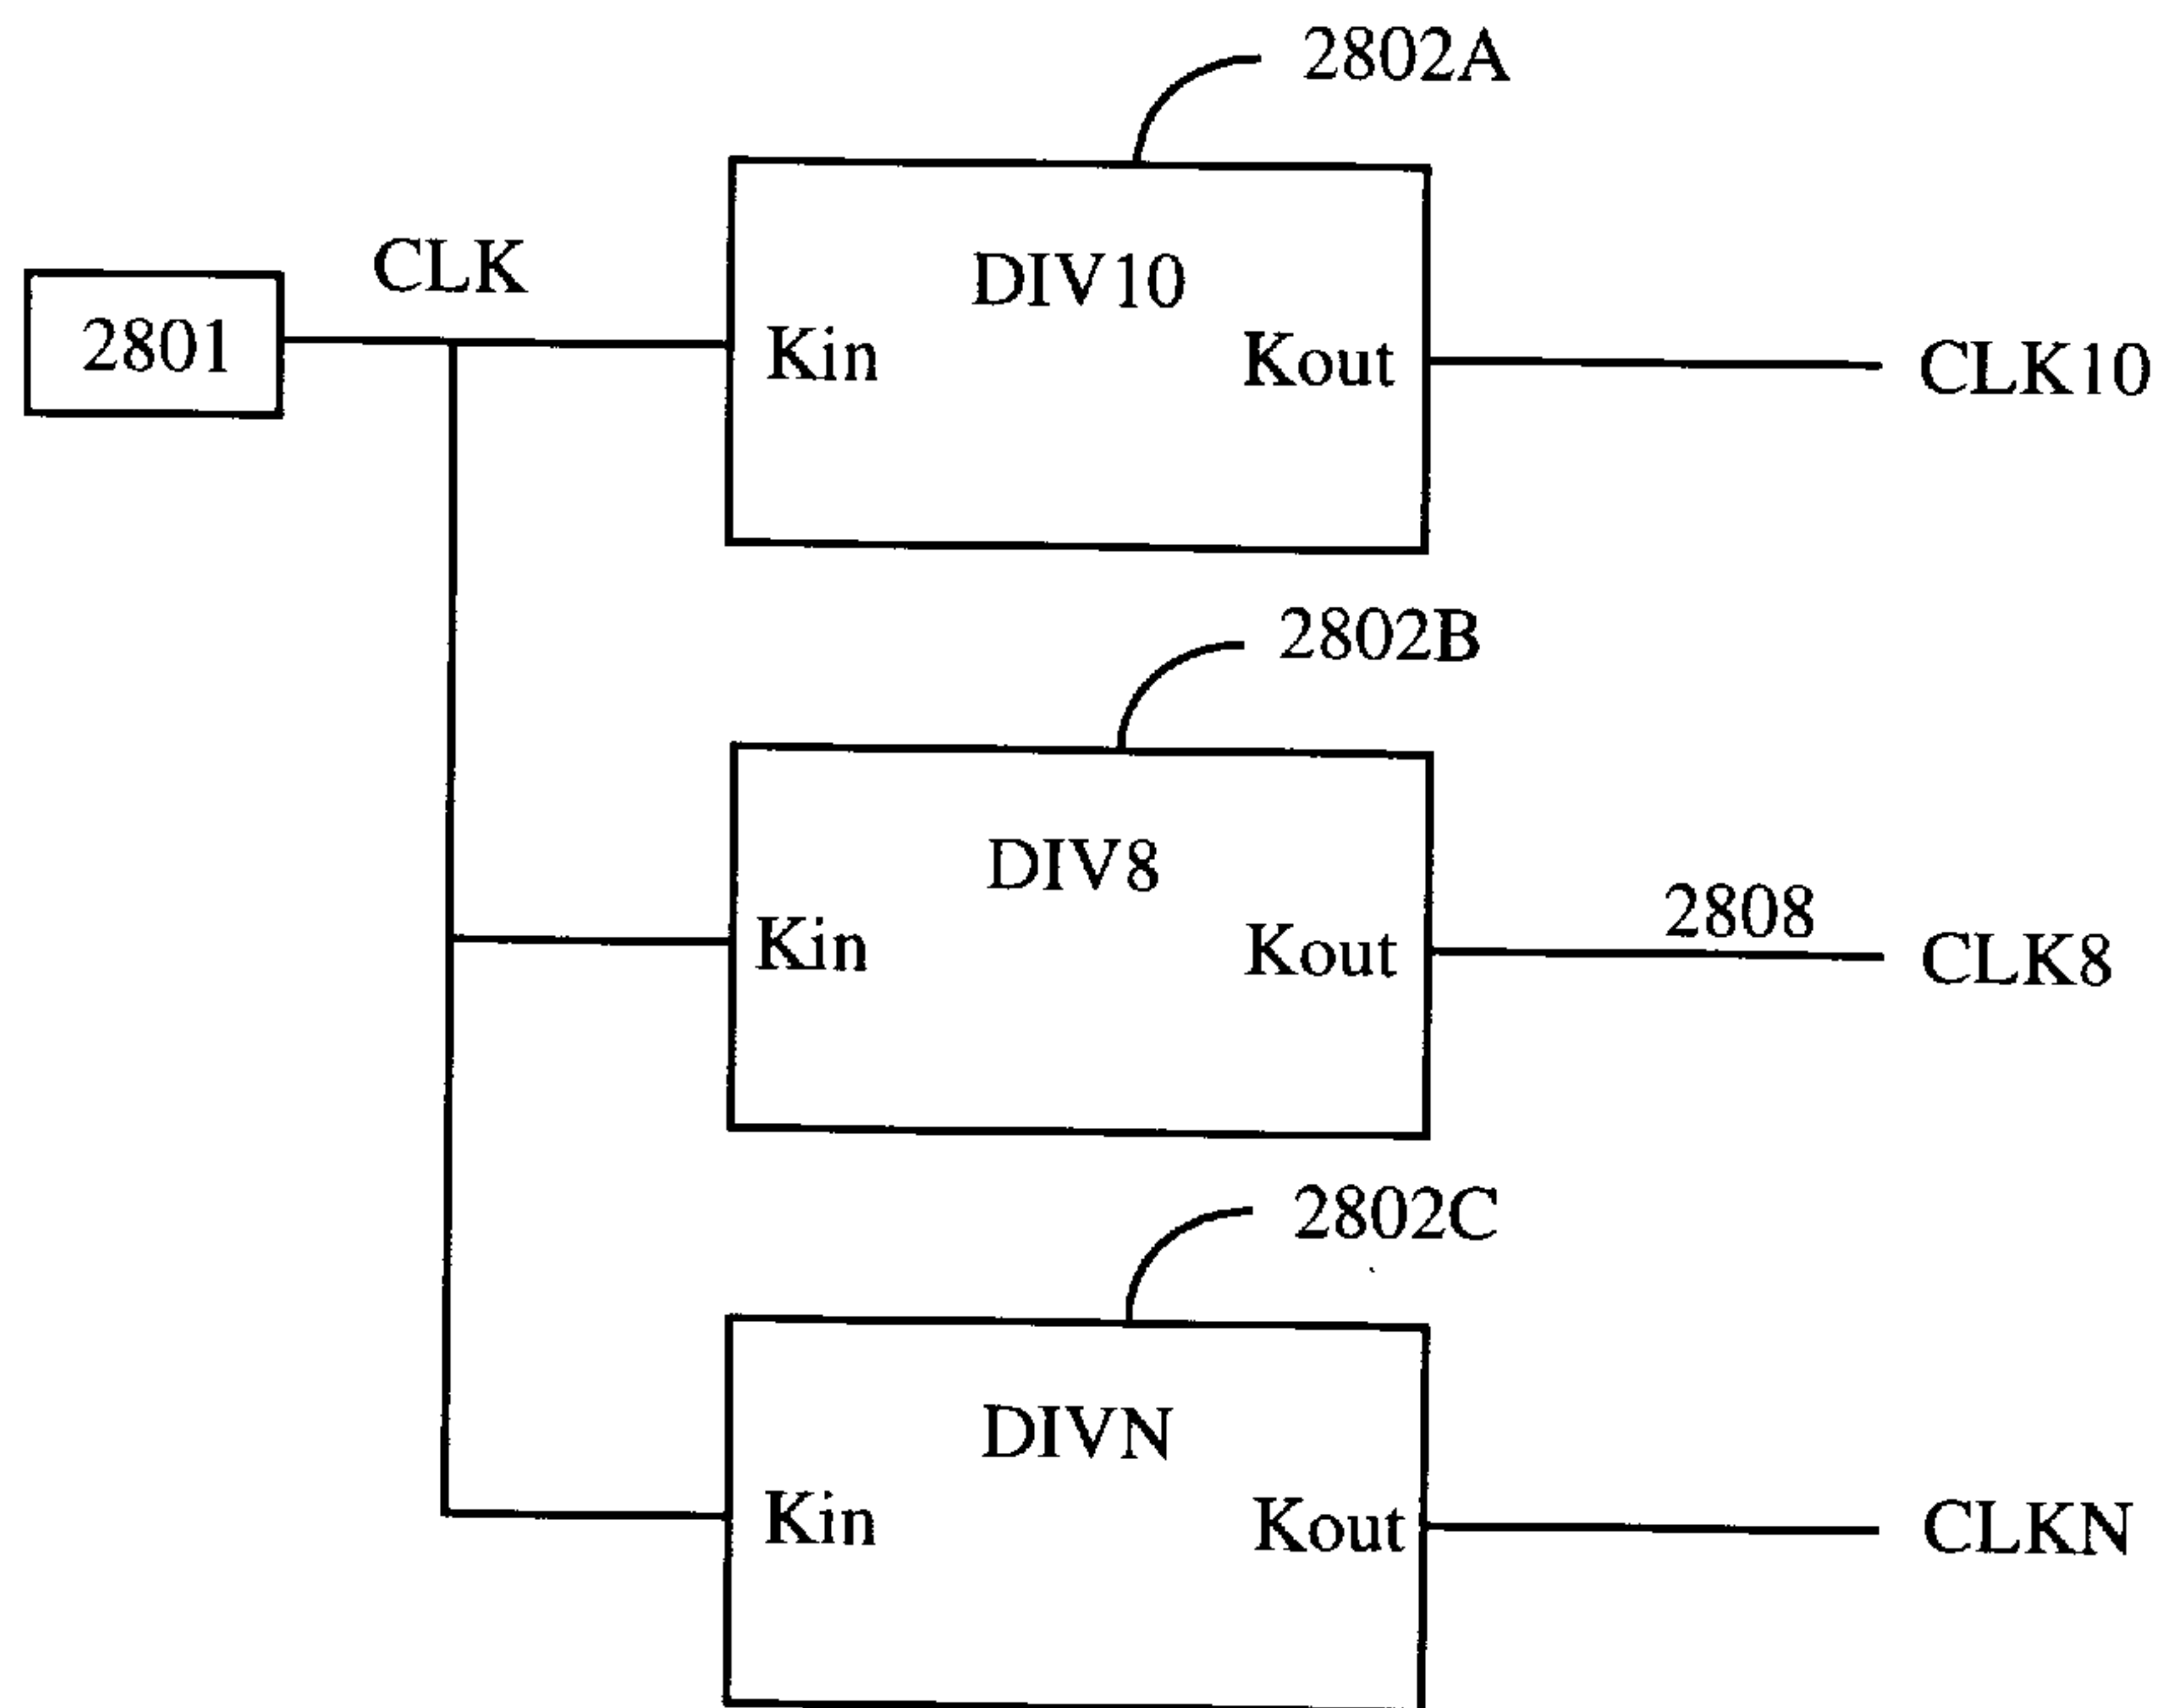 2802A
CLK
DIV10
2801
Kin
Kout
CLK10
2802B
DIV8
2808
Kin
Kout
CLK8
2802C
DIVN
Kin
Kout
CLKN